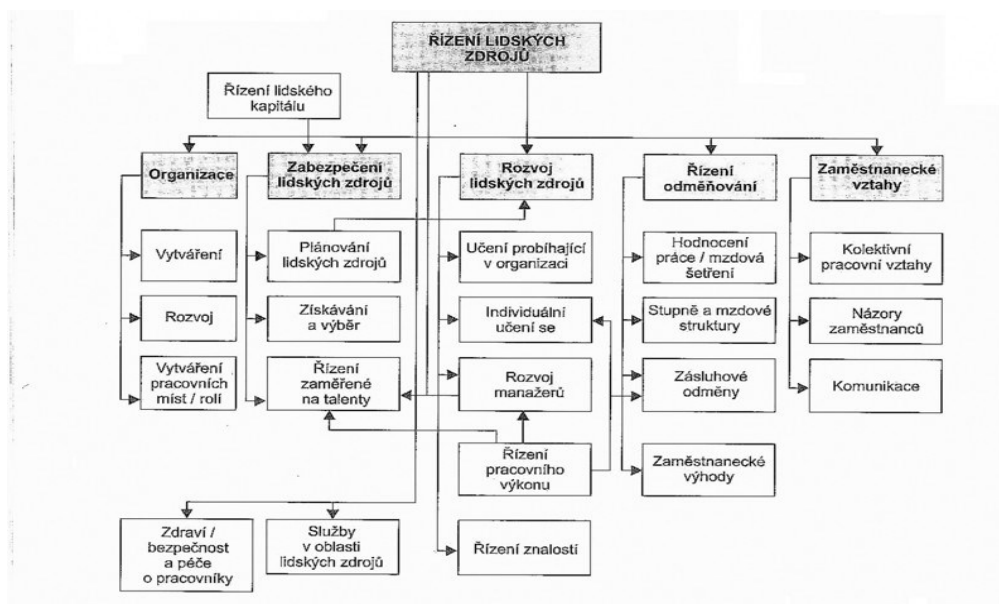 ŘÍZENÍ LIDSKÝCH
ZDROJŮ
Řízení lidského
kapitálu
Organizace
Zabezpečení
lidských zdrojů
Rozvoj
lidských zdrojů
Řízení
odměňování
Zaměstnanecké
vztahy
Vytváření
Plánování
lidských zdrojů
Učení probíhající
v organizaci
Hodnocení
práce / mzdová
šetření
Kolektivní
pracovní vztahy
Rozvoj
Získávání
a výběr
Individuální
učení se
Stupně a mzdové
struktury
Názory
zaměstnanců
Vytváření
pracovních
míst / rolí
Řízení
zaměřené
na talenty
Rozvoj
manažerů
Zásluhové
odměny
Komunikace
Řízení
pracovního
výkonu
Zaměstnanecké
výhody
Zdraví /
bezpečnost
a péče
o pracovníky
Služby
v oblasti
lidských zdrojů
Řízení znalostí